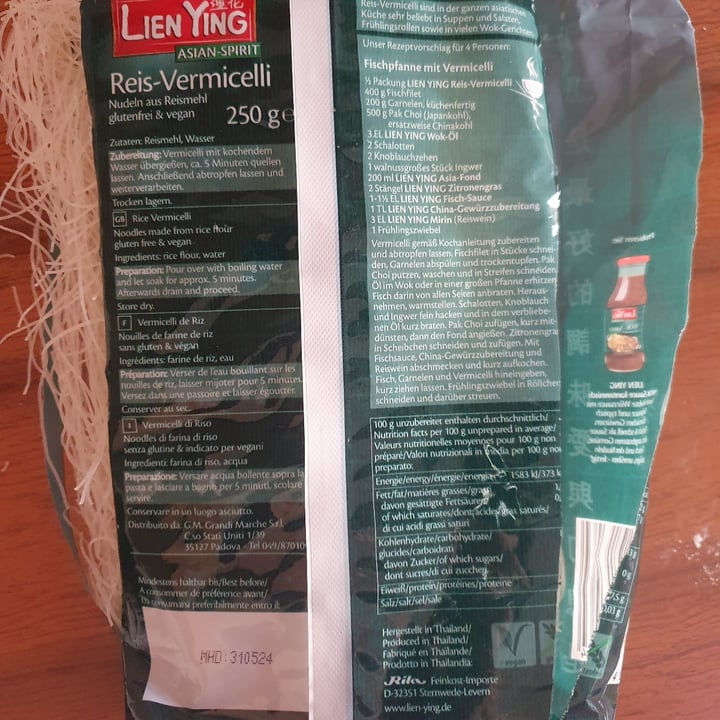 蓮花
LIEN YING
ASIAN-SPIRIT
Reis-Vermicelli
Nudeln aus Reismehl
glutenfrei & vegan
250 g e
Zutaten: Reismehl, Wasser
Zubereitung: Vermicelli mit kochendem
Wasser übergießen, ca. 5 Minuten quellen
lassen. Anschließend abtropfen lassen und
weiterverarbeiten.
Trocken lagern.
GB Rice Vermicelli
Noodles made from rice flour
gluten free & vegan
Ingredients: rice flour, water
Preparation: Pour over with boiling water
and let soak for approx. 5 minutes.
Afterwards drain and proceed.
Store dry.
F Vermicelli de Riz
Nouilles de farine de riz
sans gluten & vegan
Ingrédients: farine de riz, eau
Préparation: Verser de l'eau bouillant sur les
nouilles de riz, laisser mijoter pour 5 minutes.
Versez dans une passoire et laisser égoutter.
Conserver au sec.
I Vermicelli di Riso
Noodles di farina di riso
senza glutine & indicato per vegani
Ingredienti: farina di riso, acqua
Preparazione: Versare acqua bollente sopra la
pasta e lasciare a bagno per 5 minuti, scolare
servire.
Conservare in un luogo asciutto.
Distribuito da: G.M. Grandi Marche S.r.l.
C.so Stati Uniti 1/39
35127 Padova - Tel 049/87010
Mindestens haltbar bis/Best before/
A consommer de préférence avant/
Da consumarsi preferibilmente entro il:
MHD: 310524
Reis-Vermicelli sind in der ganzen asiatischen
Küche sehr beliebt in Suppen und Salaten,
Frühlingsrollen sowie in vielen Wok-Gerichten
Unser Rezeptvorschlag für 4 Personen:
Fischpfanne mit Vermicelli
½ Packung LIEN YING Reis-Vermicelli
400 g Fischfilet
200 g Garnelen, küchenfertig
500 g Pak Choi (Japankohl),
ersatzweise Chinakohl
3 EL LIEN YING Wok-Öl
2 Schalotten
2 Knoblauchzehen
1 walnussgroßes Stück Ingwer
200 ml LIEN YING Asia-Fond
2 Stängel LIEN YING Zitronengras
1-1½ EL LIEN YING Fisch-Sauce
1 TL LIEN YING China-Gewürzzubereitung
3 EL LIEN YING Mirin (Reiswein)
1 Frühlingszwiebel
Vermicelli gemäß Kochanleitung zubereiten
und abtropfen lassen. Fischfilet in Stücke schnei-
den, Garnelen abspülen und trockentupfen. Pak
Choi putzen, waschen und in Streifen schneiden.
Öl im Wok oder in einer großen Pfanne erhitzen
Fisch darin von allen Seiten anbraten. Heraus-
nehmen, warmstellen. Schalotten, Knoblauch
und Ingwer fein hacken und in dem verbliebe-
nen Öl kurz braten. Pak Choi zufügen, kurz mit-
dünsten, dann den Fond angießen. Zitronengras
in Scheibchen schneiden und zufügen. Mit
Fischsauce, China-Gewürzzubereitung und
Reiswein abschmecken und kurz aufkochen.
Fisch, Garnelen und Vermicelli hineingeben,
kurz ziehen lassen. Frühlingszwiebel in Röllchen
schneiden und darüber streuen.
100 g unzubereitet enthalten durchschnittlich/
Nutrition facts per 100 g unprepared in average/
Valeurs nutritionelles moyennes pour 100 g non
préparé/Valori nutrizionali in media per 100 g non
preparato:
Energie/energy/énergie/energia 1583 kJ/373 k
Fett/fat/matières grasses/grassi
davon gesättigte Fettsäuren/
of which saturates/dont acides gras saturés/
di cui acidi grassi saturi
Kohlenhydrate/carbohydrate/
glucides/carboidrati
davon Zucker/of which sugars/
dont sucres/di cui zuccheri
Eiweiß/protein/protéines/proteine
Salz/salt/sel/sale
Hergestellt in Thailand/
Produced in Thailand/
Fabriqué en Thaïlande/
Prodotto in Thailandia:
Rila Feinkost-Importe
D-32351 Stemwede-Levern
www.lien-ying.de
vegan
Probieren Sie:
LIEN YING
最好的調味